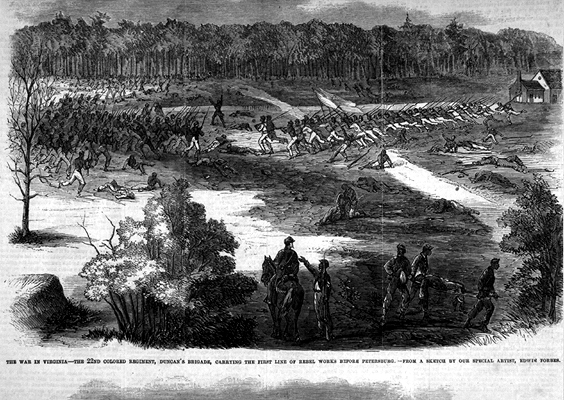 THE WAR IN VIRGINIA—THE 22ND COLORED REGIMENT, DUNCAN'S BRIGADE, CARRYING THE FIRST LINE OF REBEL WORKS BEFORE PETERSBURG.—FROM A SKETCH BY OUR SPECIAL ARTIST, EDWIN FORBES.